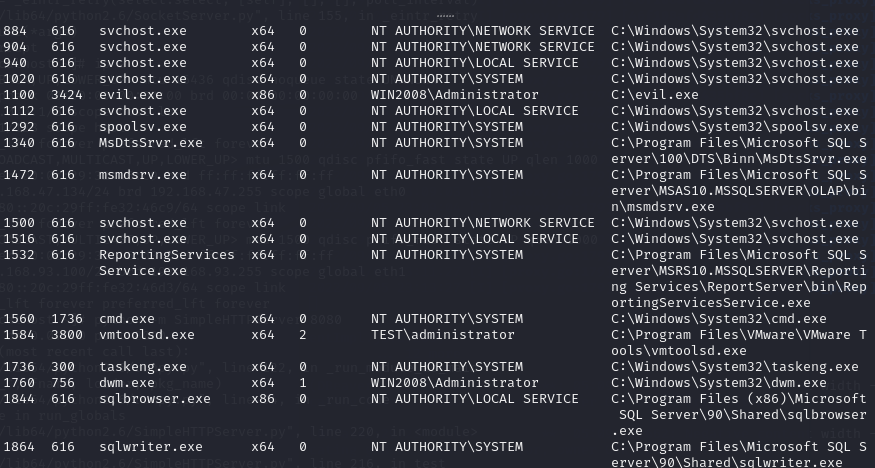 ......
884 616 svchost.exe x64 0 NT AUTHORITY\NETWORK SERVICE C:\Windows\System32\svchost.exe
904 616 svchost.exe x64 0 NT AUTHORITY\NETWORK SERVICE C:\Windows\System32\svchost.exe
940 616 svchost.exe x64 0 NT AUTHORITY\LOCAL SERVICE C:\Windows\System32\svchost.exe
1020 616 svchost.exe x64 0 NT AUTHORITY\SYSTEM C:\Windows\System32\svchost.exe
1100 3424 evil.exe x86 0 WIN2008\Administrator C:\evil.exe
1112 616 svchost.exe x64 0 NT AUTHORITY\LOCAL SERVICE C:\Windows\System32\svchost.exe
1292 616 spoolsv.exe x64 0 NT AUTHORITY\SYSTEM C:\Windows\System32\spoolsv.exe
1340 616 MsDtsSrvr.exe x64 0 NT AUTHORITY\SYSTEM C:\Program Files\Microsoft SQL S
erver\100\DTS\Binn\MsDtsSrvr.exe
1472 616 msmdsrv.exe x64 0 NT AUTHORITY\SYSTEM C:\Program Files\Microsoft SQL S
erver\MSAS10.MSSQLSERVER\OLAP\bi
n\msmdsrv.exe
1500 616 svchost.exe x64 0 NT AUTHORITY\NETWORK SERVICE C:\Windows\System32\svchost.exe
1516 616 svchost.exe x64 0 NT AUTHORITY\LOCAL SERVICE C:\Windows\System32\svchost.exe
1532 616 ReportingServices x64 0 NT AUTHORITY\SYSTEM C:\Program Files\Microsoft SQL S
Service.exe erver\MSRS10.MSSQLSERVER\Reporti
ng Services\ReportServer\bin\Rep
ortingServicesService.exe
1560 1736 cmd.exe x64 0 NT AUTHORITY\SYSTEM C:\Windows\System32\cmd.exe
1584 3800 vmtoolsd.exe x64 2 TEST\administrator C:\Program Files\VMware\VMware T
ools\vmtoolsd.exe
1736 300 taskeng.exe x64 0 NT AUTHORITY\SYSTEM C:\Windows\System32\taskeng.exe
1760 756 dwm.exe x64 1 WIN2008\Administrator C:\Windows\System32\dwm.exe
1844 616 sqlbrowser.exe x86 0 NT AUTHORITY\LOCAL SERVICE C:\Program Files (x86)\Microsoft
SQL Server\90\Shared\sqlbrowser
.exe
1864 616 sqlwriter.exe x64 0 NT AUTHORITY\SYSTEM C:\Program Files\Microsoft SQL S
erver\90\Shared\sqlwriter.exe